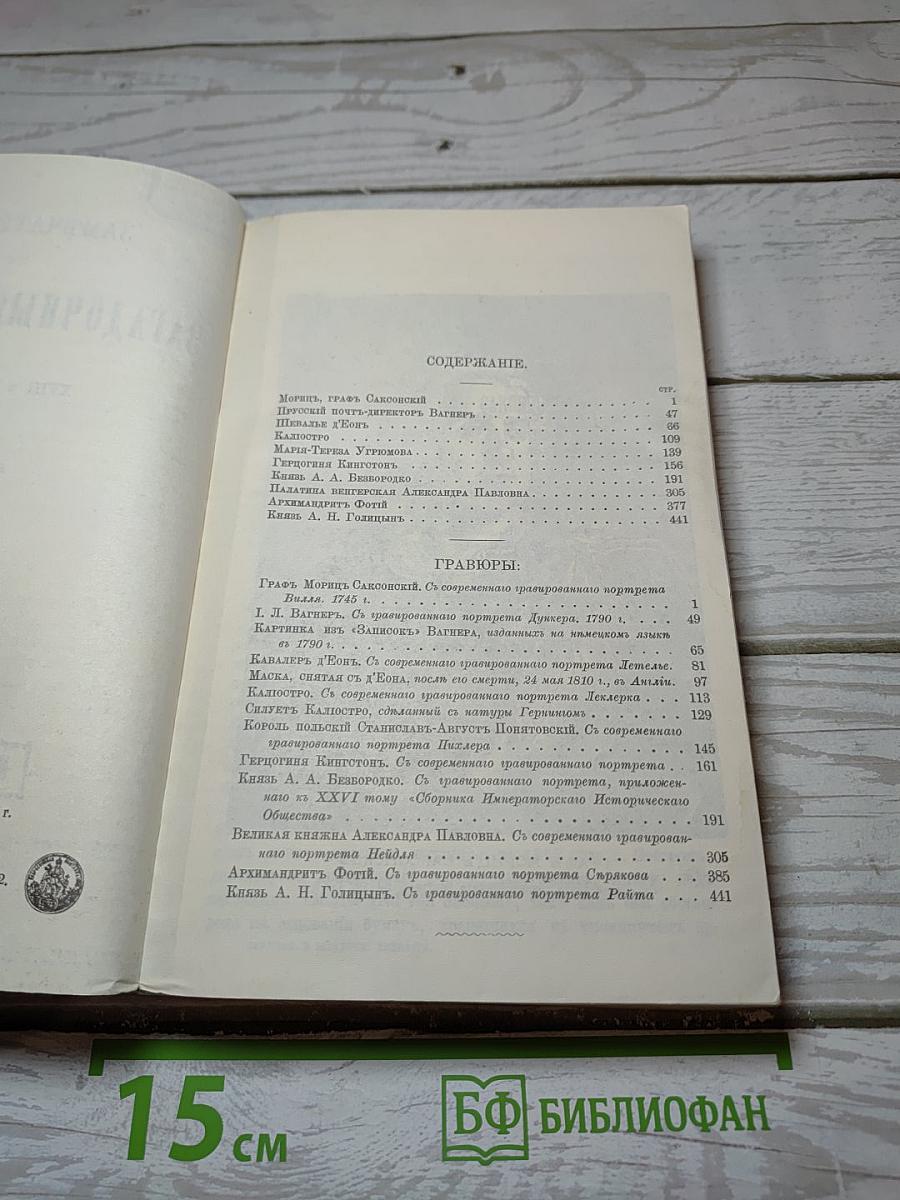 СОДЕРЖАНІЕ.
СТР.
Морицъ, графъ Саксонскій . . . . . . . . . . . . . . . . . . . . 1
Прусскій почтъ-директоръ Вагнеръ . . . . . . . . . . . . . . . 47
Шевалье д'Еонъ . . . . . . . . . . . . . . . . . . . . . . . . 66
Каліостро . . . . . . . . . . . . . . . . . . . . . . . . . . 109
Марія-Тереза Угрюмова . . . . . . . . . . . . . . . . . . . . 139
Герцогиня Кингстонъ . . . . . . . . . . . . . . . . . . . . . 156
Князь А. А. Безбородко . . . . . . . . . . . . . . . . . . . . 191
Палатина венгерская Александра Павловна . . . . . . . . . . . 305
Архимандритъ Фотій . . . . . . . . . . . . . . . . . . . . . . 377
Князь А. Н. Голицынъ . . . . . . . . . . . . . . . . . . . . . 441
ГРАВЮРЫ:
Графъ Морицъ Саксонскій. Съ современнаго гравированнаго портрета
Вилля. 1745 г. . . . . . . . . . . . . . . . . . . . . 1
І. Л. Вагнеръ. Съ гравированнаго портрета Дункера. 1790 г. . . . 49
Картинка изъ «Записокъ» Вагнера, изданныхъ на нѣмецкомъ языкѣ
въ 1790 г. . . . . . . . . . . . . . . . . . . . . . . 65
Кавалеръ д'Еонъ. Съ современнаго гравированнаго портрета Летелье. 81
Маска, снятая съ д'Еона, послѣ его смерти, 24 мая 1810 г., въ Англіи. 97
Каліостро. Съ современнаго гравированнаго портрета Леклерка . . . 113
Силуетъ Каліостро, сдѣланный съ натуры Гернингомъ . . . . . . . 129
Король польскій Станиславъ-Августъ Понятовскій. Съ современнаго
гравированнаго портрета Пихлера . . . . . . . . . . . . . 145
Герцогиня Кингстонъ. Съ современнаго гравированнаго портрета . . 161
Князь А. А. Безбородко. Съ гравированнаго портрета, приложен-
наго къ XXVI тому «Сборника Императорскаго Историческаго
Общества» . . . . . . . . . . . . . . . . . . . . . . 191
Великая княжна Александра Павловна. Съ современнаго гравирован-
наго портрета Нейдля . . . . . . . . . . . . . . . . . 305
Архимандритъ Фотій. Съ гравированнаго портрета Спрякова . . . 385
Князь А. Н. Голицынъ. Съ гравированнаго портрета Райта . . . 441
г.
2.
15 см
БФ БИБЛИОФАН